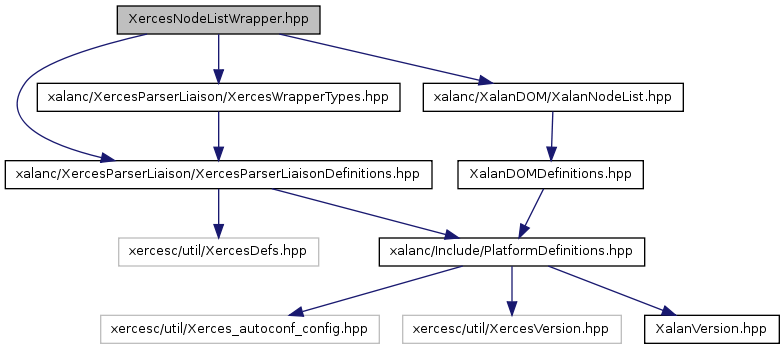 XercesNodeListWrapper.hpp
xalanc/XercesParserLiaison/XercesWrapperTypes.hpp
xalanc/XalanDOM/XalanNodeList.hpp
xalanc/XercesParserLiaison/XercesParserLiaisonDefinitions.hpp
XalanDOMDefinitions.hpp
xercesc/util/XercesDefs.hpp
xalanc/Include/PlatformDefinitions.hpp
xercesc/util/Xerces_autoconf_config.hpp
xercesc/util/XercesVersion.hpp
XalanVersion.hpp